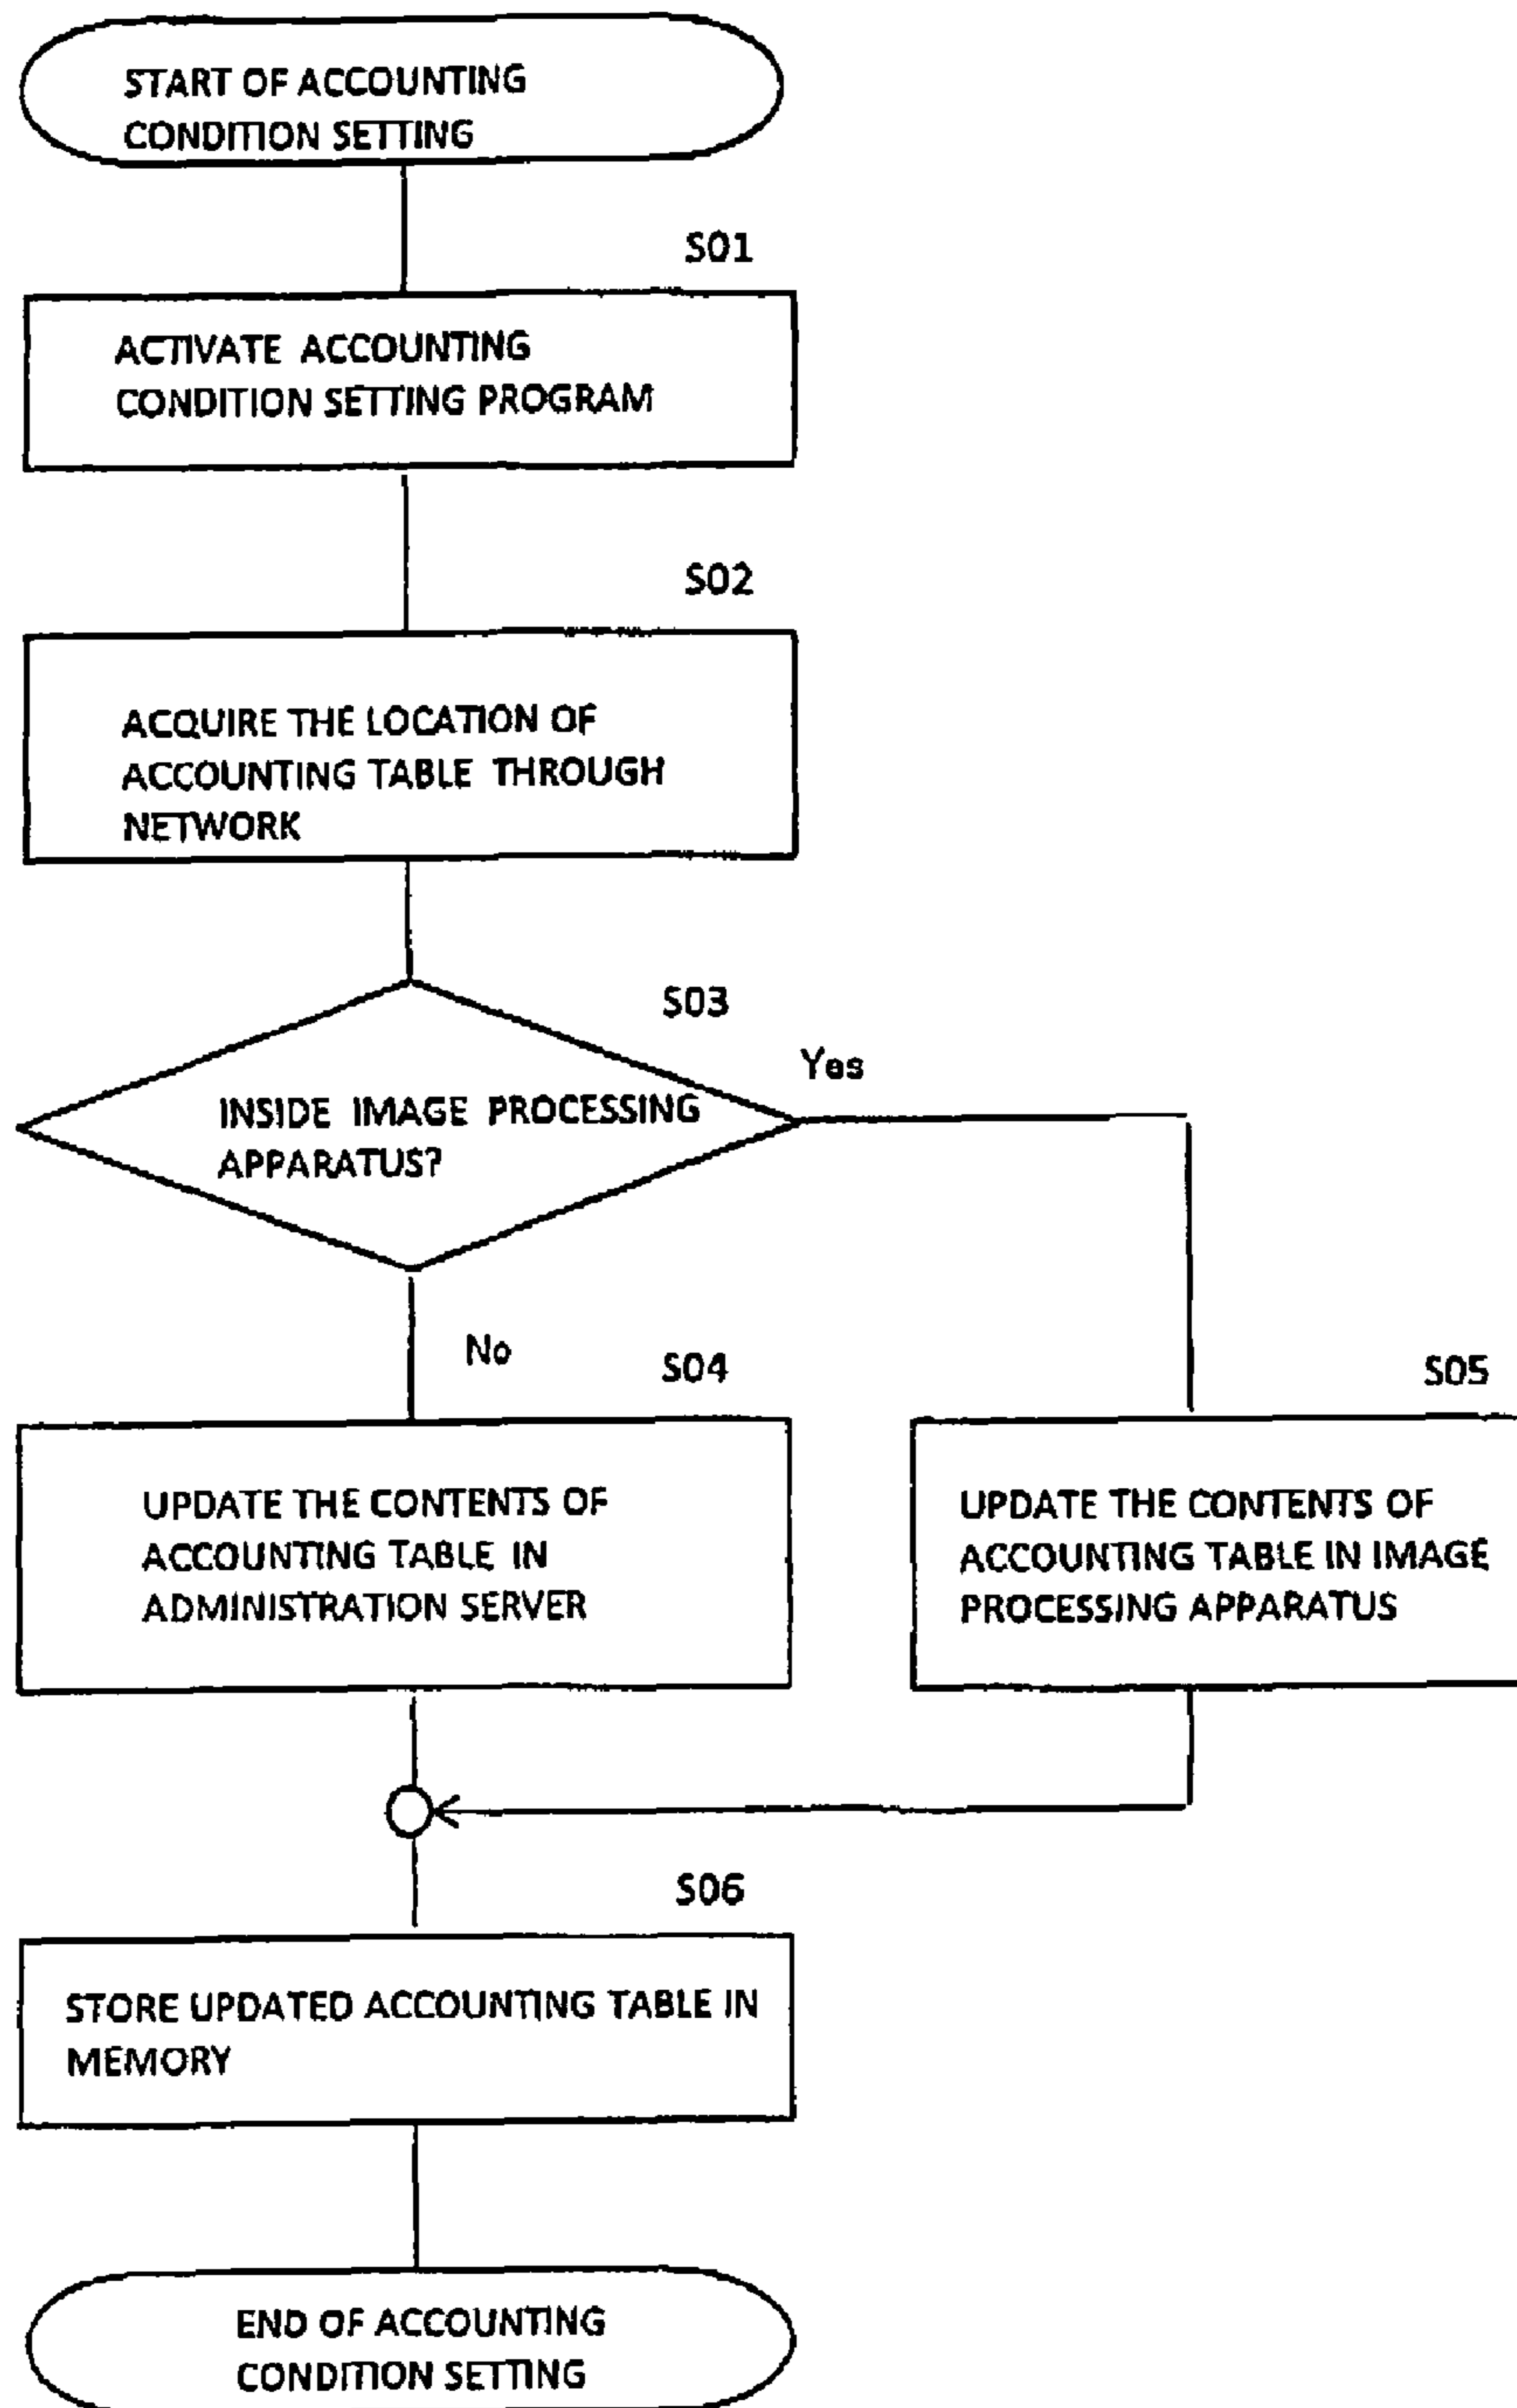 START OF ACCOUNTING
CONDITION SETTING
S01
ACTIVATE ACCOUNTING
CONDITION SETTING PROGRAM
S02
ACQUIRE THE LOCATION OF
ACCOUNTING TABLE THROUGH
NETWORK
S03
Yes
INSIDE IMAGE PROCESSING
APPARATUS?
No
S04
UPDATE THE CONTENTS OF
ACCOUNTING TABLE IN
ADMINISTRATION SERVER
S05
UPDATE THE CONTENTS OF
ACCOUNTING TABLE IN IMAGE
PROCESSING APPARATUS
S06
STORE UPDATED ACCOUNTING TABLE IN
MEMORY
END OF ACCOUNTING
CONDITION SETTING